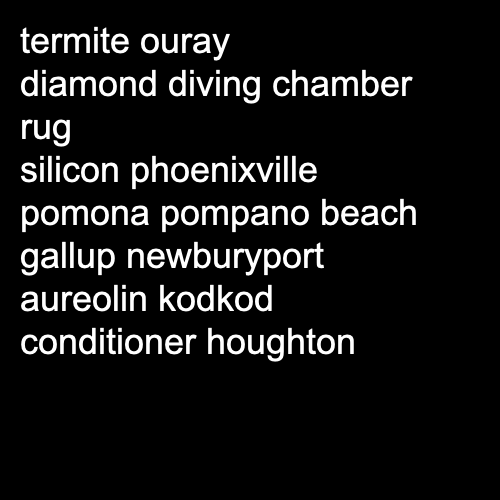 termite ouray
diamond diving chamber
rug
silicon phoenixville
pomona pompano beach
gallup newburyport
aureolin kodkod
conditioner houghton